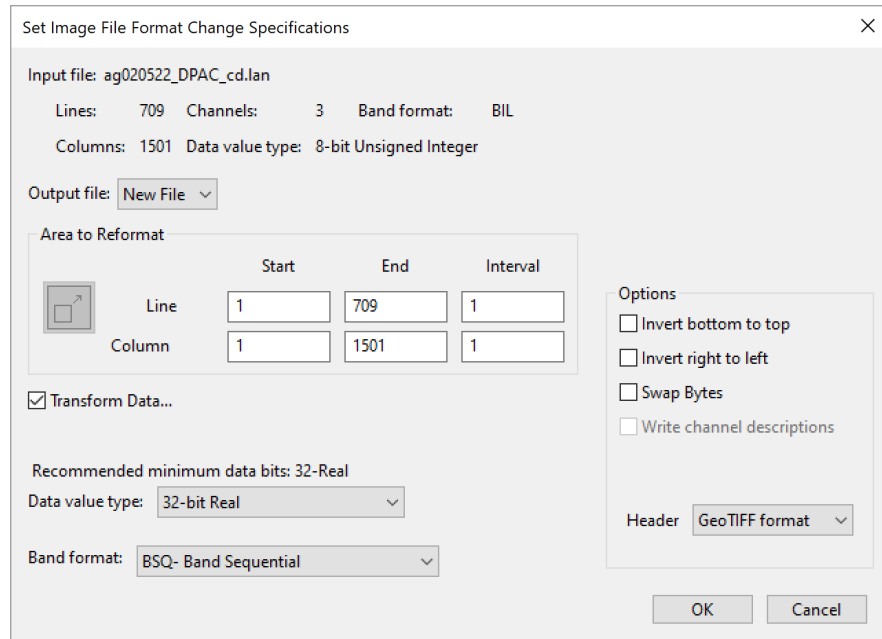 Set Image File Format Change Specifications
Input file: ag020522_DPAC_cd.lan
Lines: 709 Channels: 3 Band format: BIL
Columns: 1501 Data value type: 8-bit Unsigned Integer
Output file: New File
Area to Reformat
Start End Interval
Line 1 709 1
Column 1 1501 1
Transform Data...
Recommended minimum data bits: 32-Real
Data value type: 32-bit Real
Band format: BSQ- Band Sequential
Options
Invert bottom to top
Invert right to left
Swap Bytes
Write channel descriptions
Header GeoTIFF format
OK Cancel